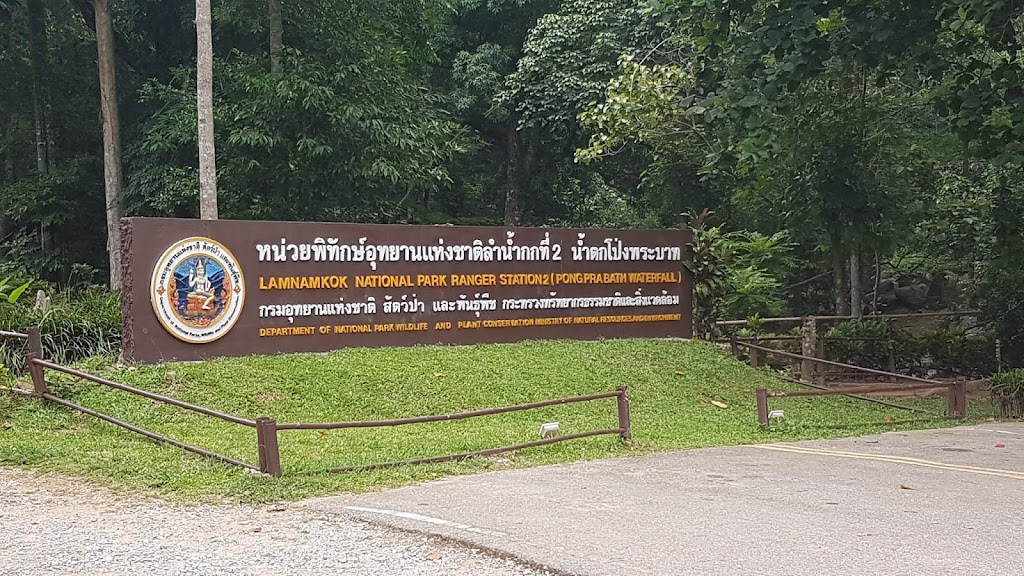 หน่วยพิทักษ์อุทยานแห่งชาติลำน้ำกกที่ 2 น้ำตกโป่งพระบาท
LAMNAMKOK NATIONAL PARK RANGER STATION2 (PONGPRABATH WATERFALL)
กรมอุทยานแห่งชาติ สัตว์ป่า และพันธุ์พืช กระทรวงทรัพยากรธรรมชาติและสิ่งแวดล้อม
DEPARTMENT OF NATIONAL PARK WILDLIFE AND PLANT CONSERVATION MINISTRY OF NATURAL RESOURCES AND ENVIRONMENT